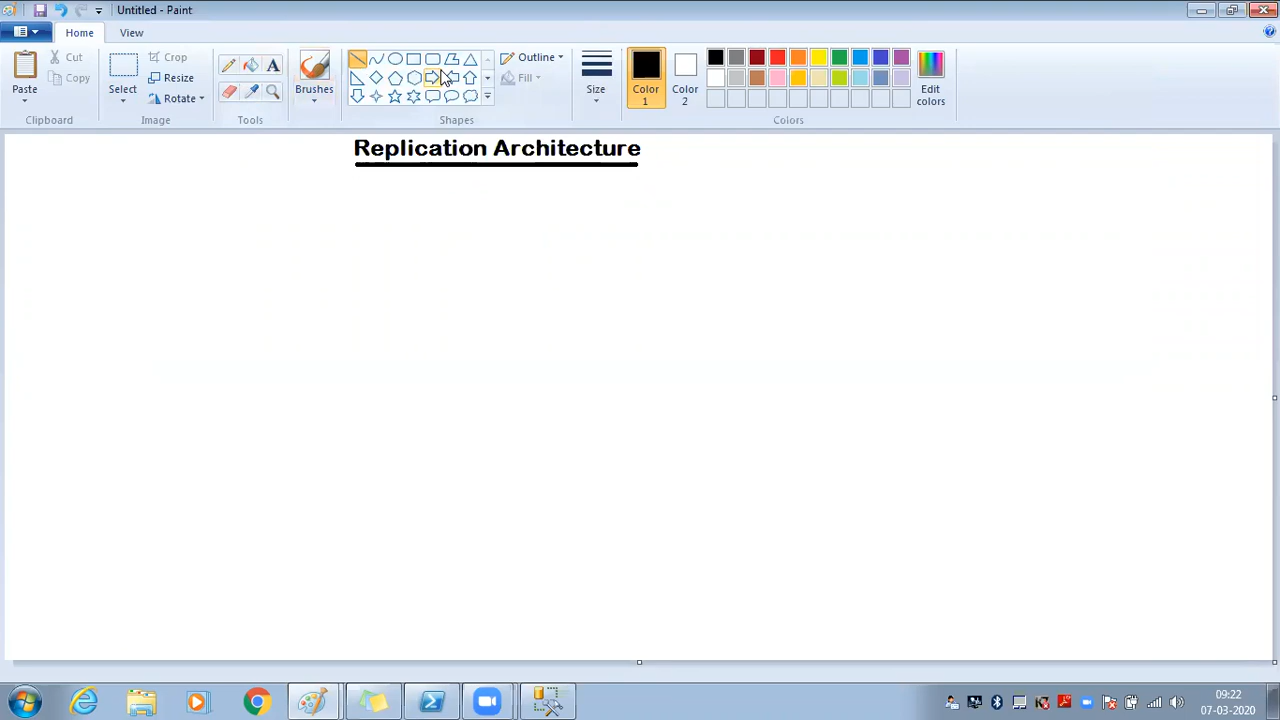 Untitled - Paint
Home View
Paste
Cut
Copy
Clipboard
Select
Crop
Resize
Rotate
Image
A
Tools
Brushes
Shapes
Outline
Fill
Size
Color 1
Color 2
Edit colors
Colors
Replication Architecture
09:22
07-03-2020